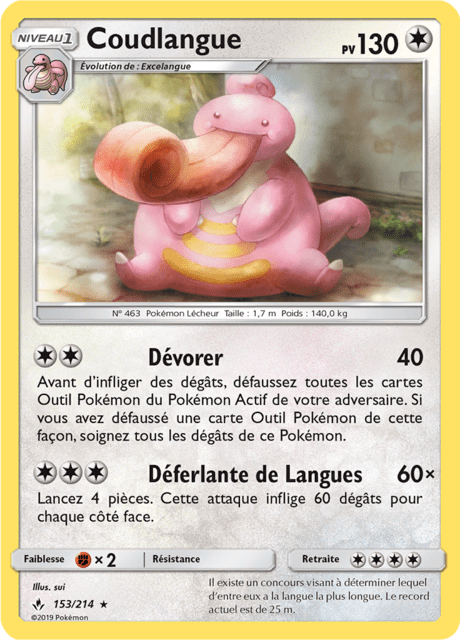 NIVEAU 1
Coudlangue
PV 130
Évolution de : Excelangue
N° 463 Pokémon Lécheur Taille : 1,7 m Poids : 140,0 kg
Dévorer 40
Avant d'infliger des dégâts, défaussez toutes les cartes
Outil Pokémon du Pokémon Actif de votre adversaire. Si
vous avez défaussé une carte Outil Pokémon de cette
façon, soignez tous les dégâts de ce Pokémon.
Déferlante de Langues 60×
Lancez 4 pièces. Cette attaque inflige 60 dégâts pour
chaque côté face.
Faiblesse × 2 Résistance Retraite
Illus. sui
153/214 ★
©2019 Pokémon
Il existe un concours visant à déterminer lequel
d'entre eux a la langue la plus longue. Le record
actuel est de 25 m.